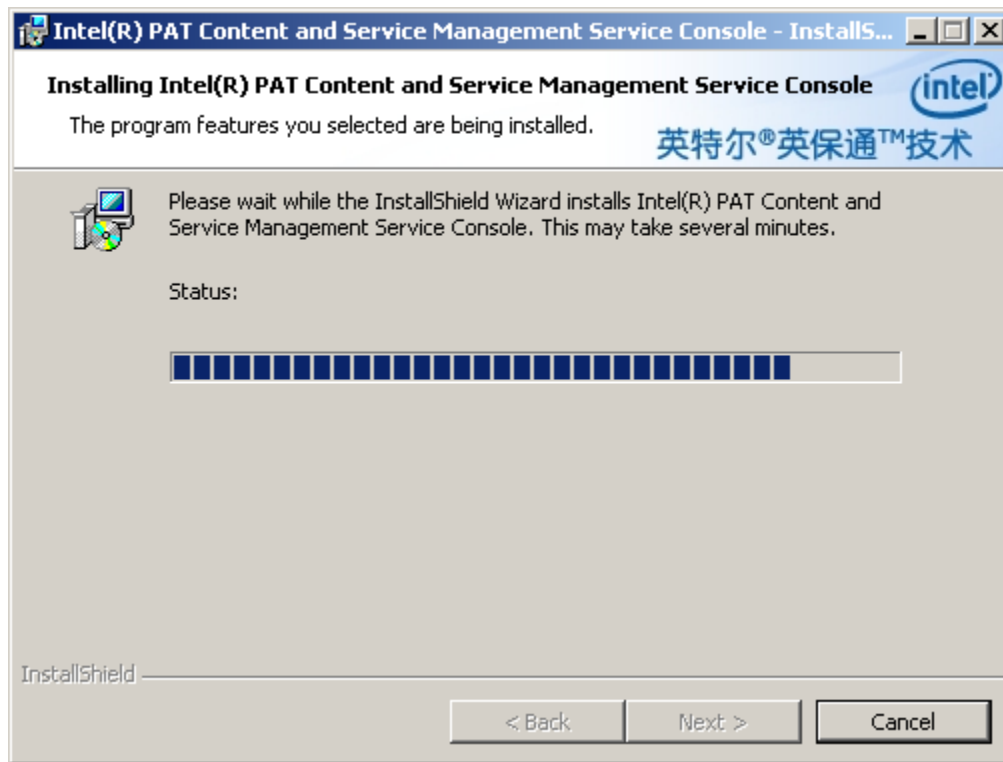 Intel(R) PAT Content and Service Management Service Console - InstallS...
Installing Intel(R) PAT Content and Service Management Service Console
intel
The program features you selected are being installed.
英特尔®英保通™技术
Please wait while the InstallShield Wizard installs Intel(R) PAT Content and
Service Management Service Console. This may take several minutes.
Status:
InstallShield
< Back
Next >
Cancel